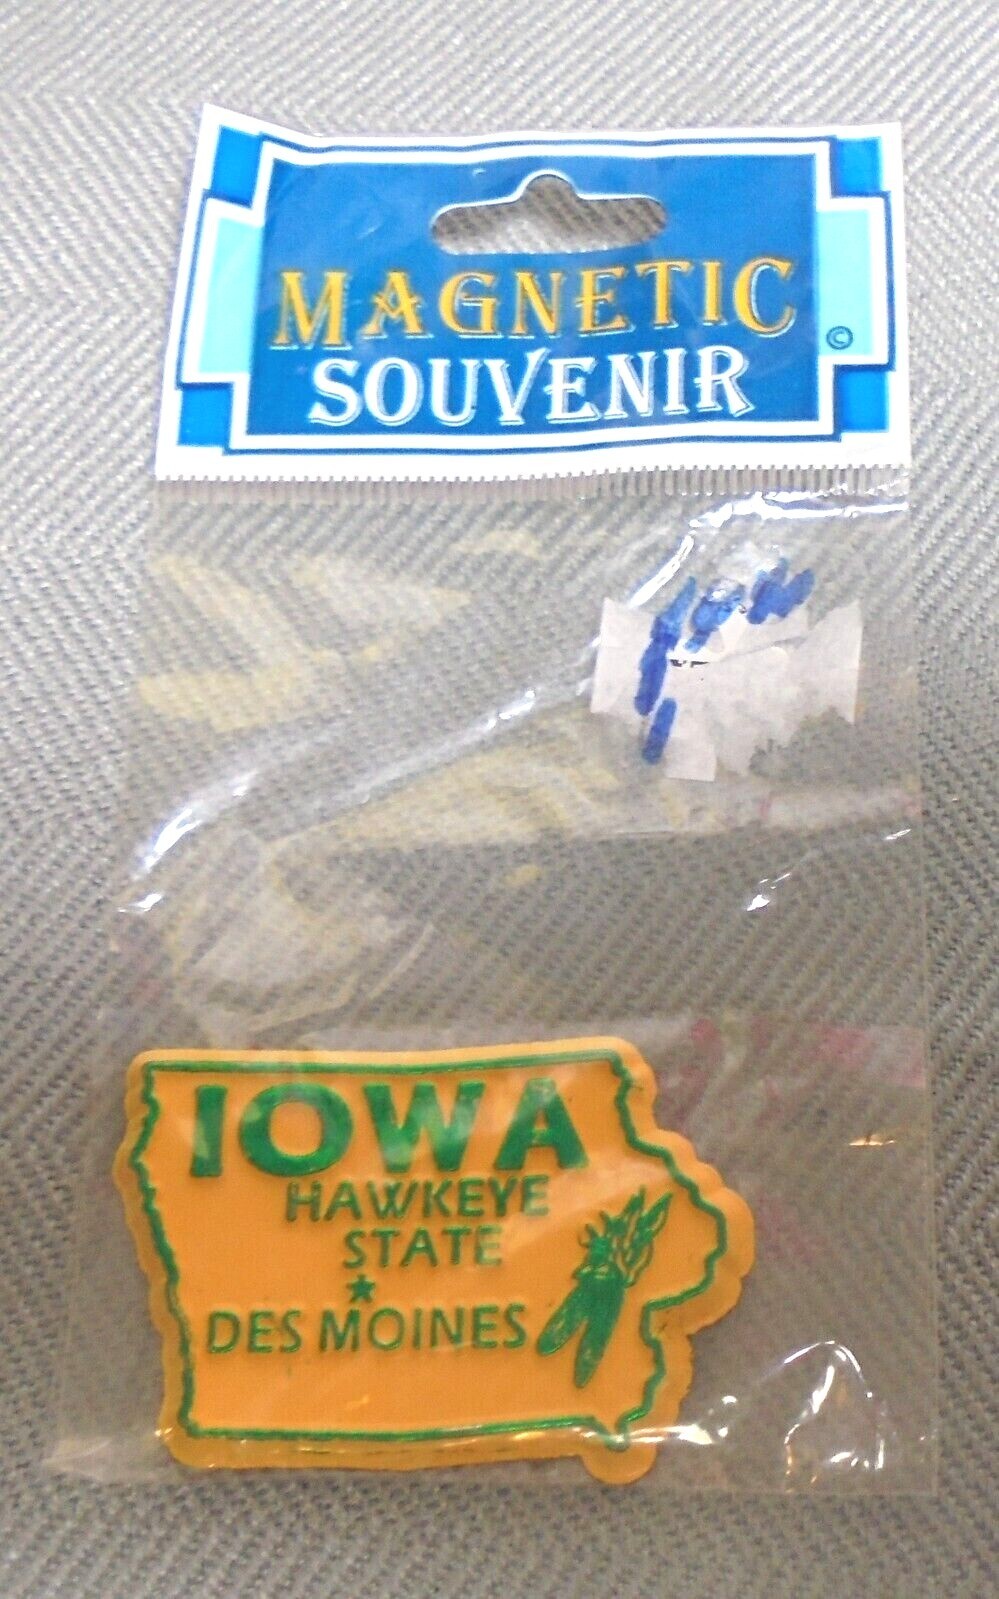 MAGNETIC
SOUVENIR
©
IOWA
HAWKEYE
STATE
DES MOINES